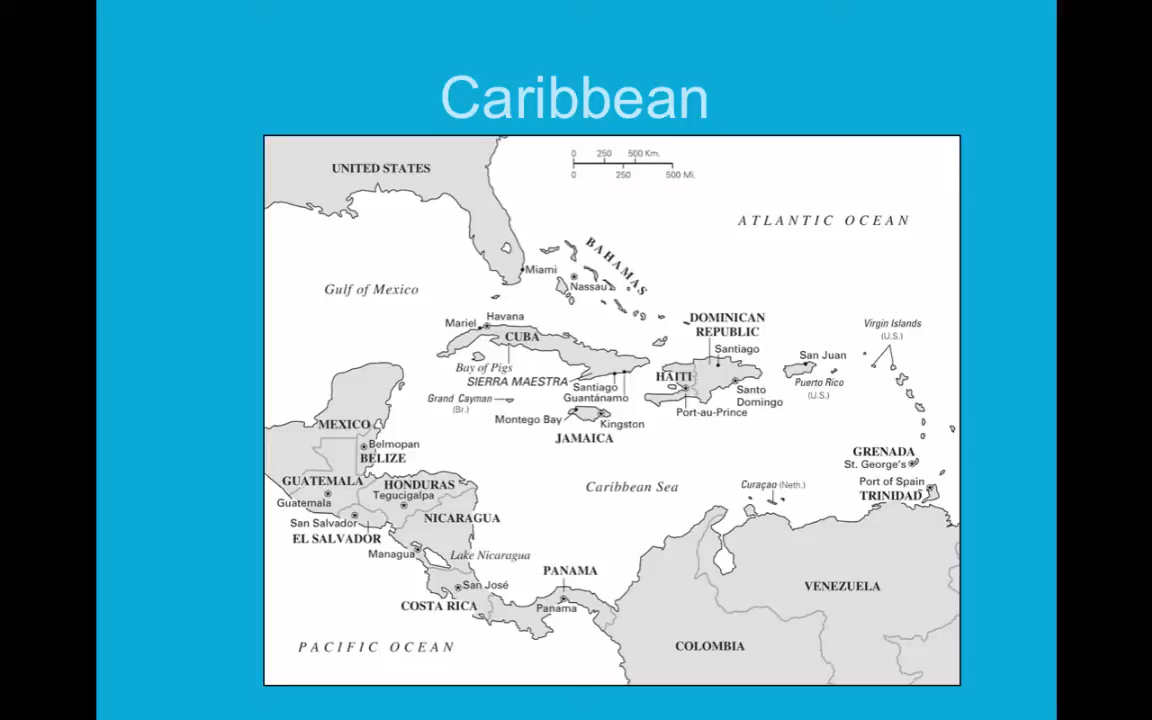 Caribbean
0 250 500 Km.
0 250 500 Mi.
UNITED STATES
ATLANTIC OCEAN
BAHAMAS
Miami
Nassau
Gulf of Mexico
Havana
Mariel
CUBA
DOMINICAN
REPUBLIC
Virgin Islands
(U.S.)
Santiago
San Juan
Bay of Pigs
SIERRA MAESTRA
HAITI
Puerto Rico
(U.S.)
Santiago
Guantánamo
Santo
Domingo
Grand Cayman
(Br.)
Port-au-Prince
Montego Bay
Kingston
JAMAICA
MEXICO
Belmopan
BELIZE
GRENADA
St. George's
GUATEMALA
HONDURAS
Tegucigalpa
Caribbean Sea
Curaçao (Neth.)
Port of Spain
TRINIDAD
Guatemala
San Salvador
NICARAGUA
EL SALVADOR
Managua
Lake Nicaragua
PANAMA
San José
VENEZUELA
COSTA RICA
Panama
PACIFIC OCEAN
COLOMBIA